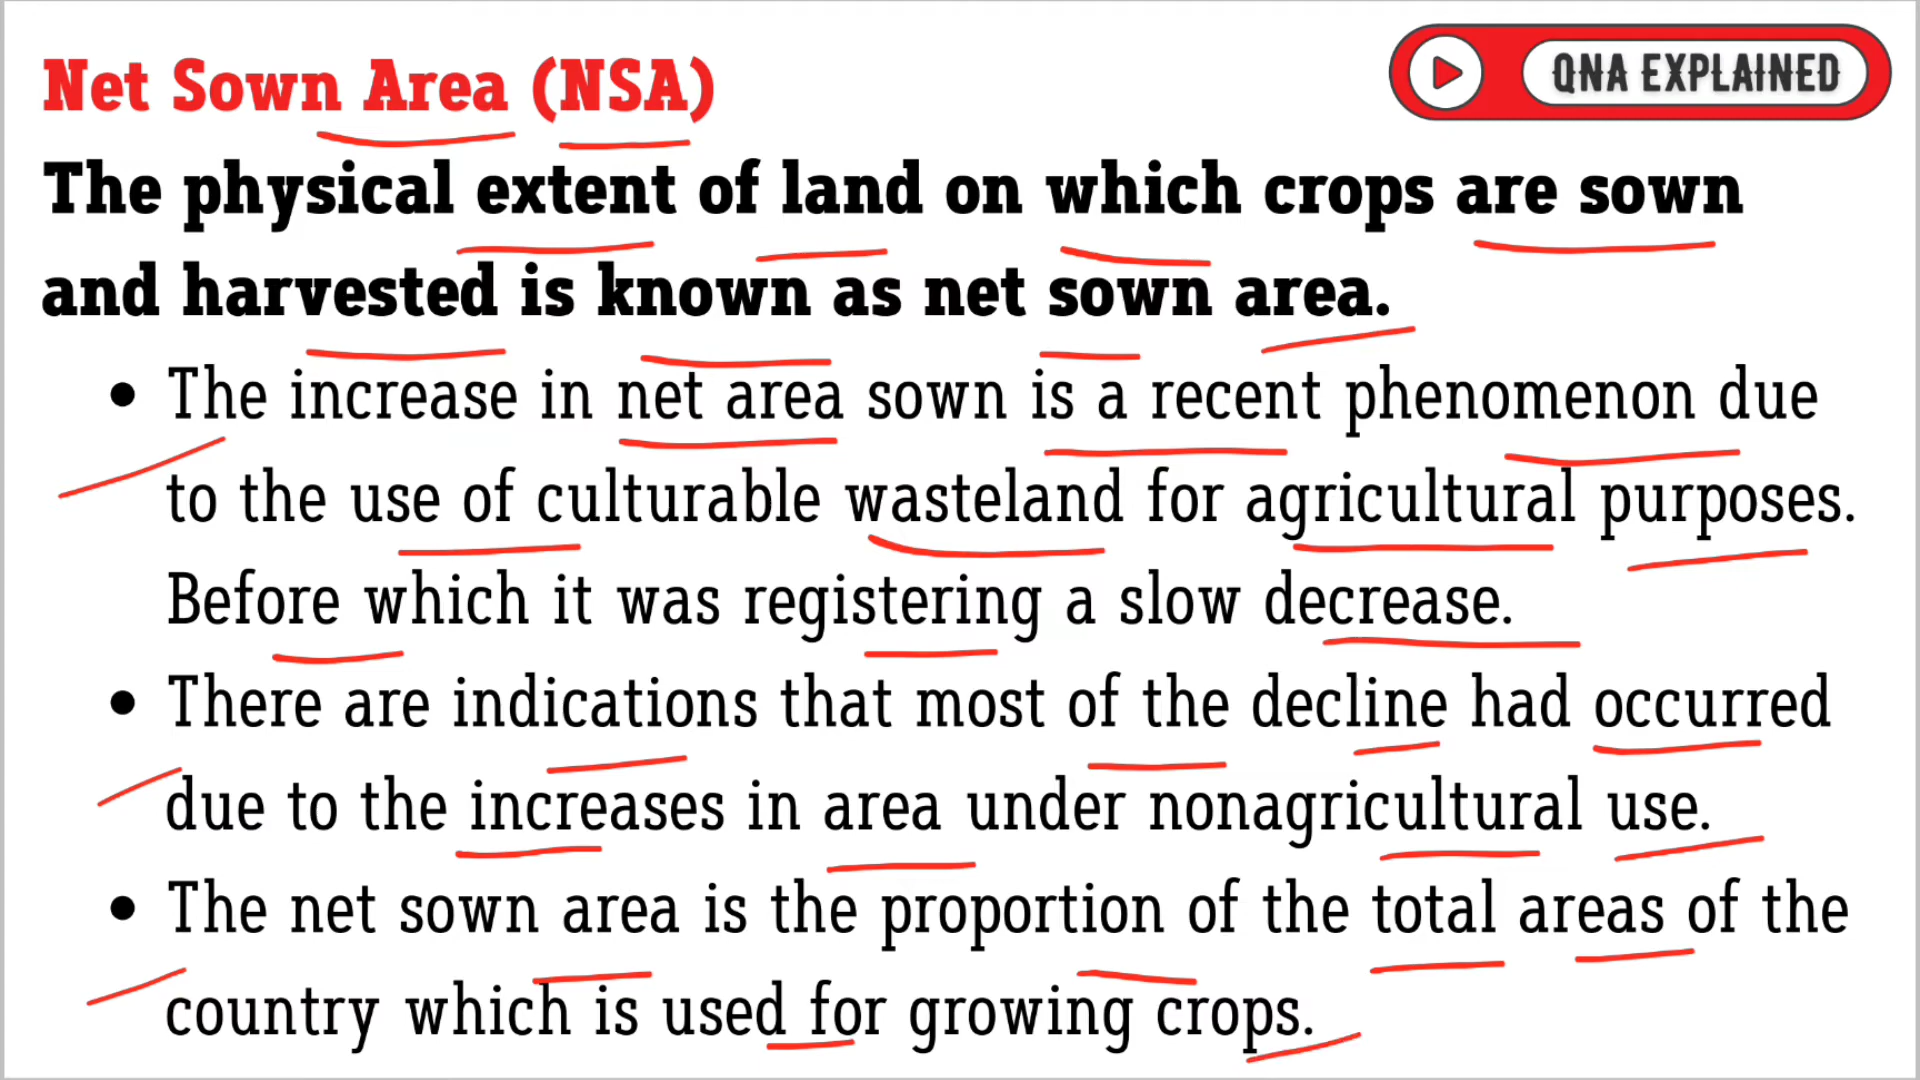 Net Sown Area (NSA)
QNA EXPLAINED
The physical extent of land on which crops are sown
and harvested is known as net sown area.
• The increase in net area sown is a recent phenomenon due
to the use of culturable wasteland for agricultural purposes.
Before which it was registering a slow decrease.
• There are indications that most of the decline had occurred
due to the increases in area under nonagricultural use.
• The net sown area is the proportion of the total areas of the
country which is used for growing crops.